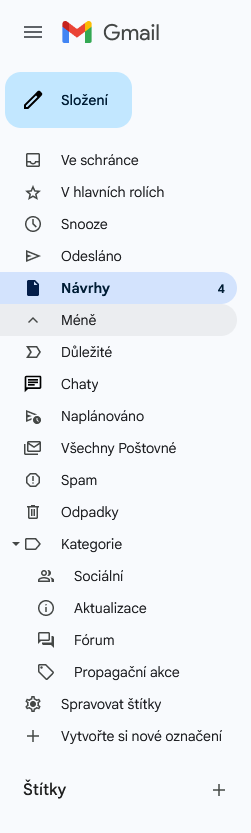 Gmail
Složení
Ve schránce
V hlavních rolích
Snooze
Odesláno
Návrhy 4
Méně
Důležité
Chaty
Naplánováno
Všechny Poštovné
Spam
Odpadky
Kategorie
Sociální
Aktualizace
Fórum
Propagační akce
Spravovat štítky
Vytvořte si nové označení
Štítky